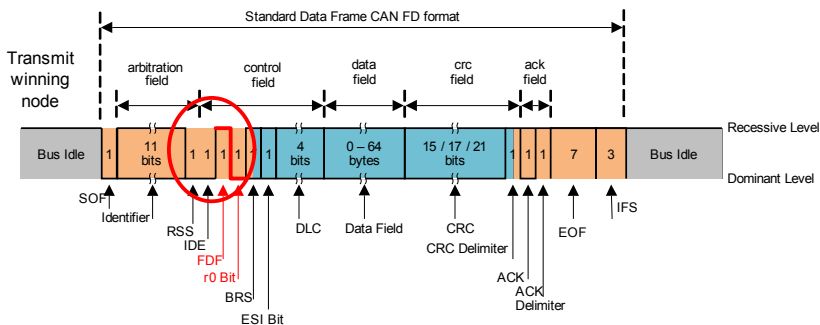 Standard Data Frame CAN FD format
Transmit
winning
node
arbitration
field
control
field
data
field
crc
field
ack
field
Recessive Level
Bus Idle
1
11
bits
1
1
1
1
1
1
4
bits
0 – 64
bytes
15 / 17 / 21
bits
1
1
1
7
3
Bus Idle
Dominant Level
SOF
Identifier
RSS
IDE
FDF
r0 Bit
BRS
ESI Bit
DLC
Data Field
CRC
CRC Delimiter
ACK
ACK
Delimiter
EOF
IFS